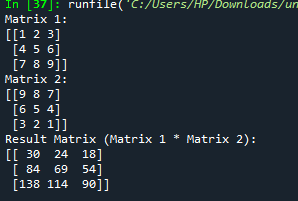 In [37]: runfile('C:/Users/HP/Downloads/un
Matrix 1:
[[1 2 3]
 [4 5 6]
 [7 8 9]]
Matrix 2:
[[9 8 7]
 [6 5 4]
 [3 2 1]]
Result Matrix (Matrix 1 * Matrix 2):
[[ 30  24  18]
 [ 84  69  54]
 [138 114  90]]